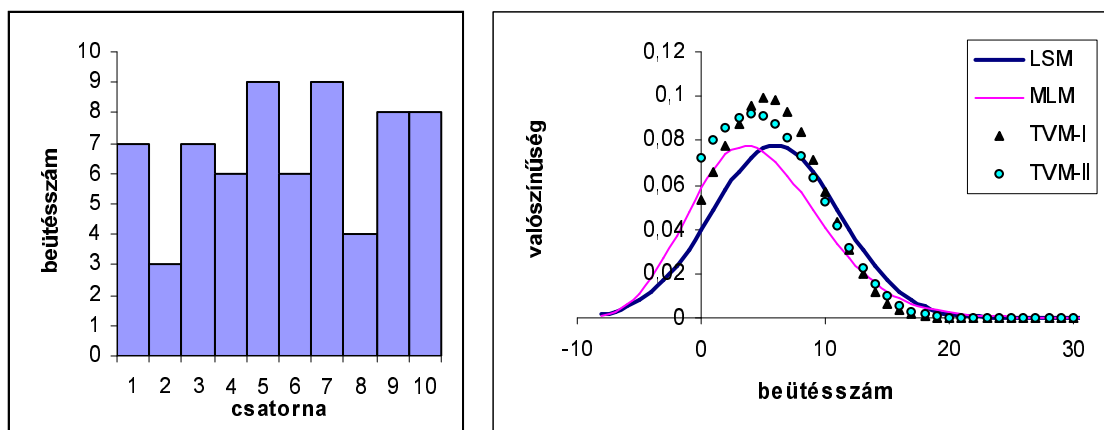 10
9
8
7
6
5
4
3
2
1
0
beütésszám
1 2 3 4 5 6 7 8 9 10
csatorna
0,12
0,1
0,08
0,06
0,04
0,02
0
valószínűség
-10 0 10 20 30
beütésszám
LSM
MLM
TVM-I
TVM-II